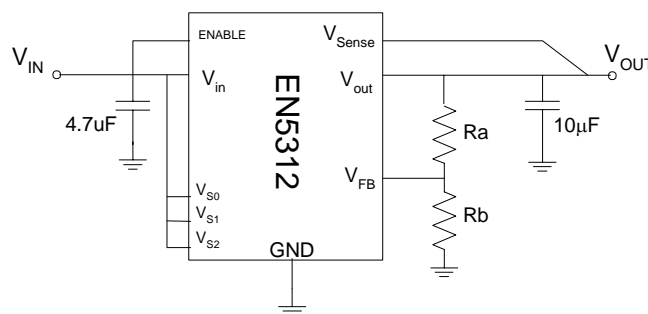 ENABLE
V_Sense
V_IN
V_in
V_out
V_OUT
4.7uF
EN5312
Ra
10μF
V_FB
V_S0
V_S1
V_S2
Rb
GND